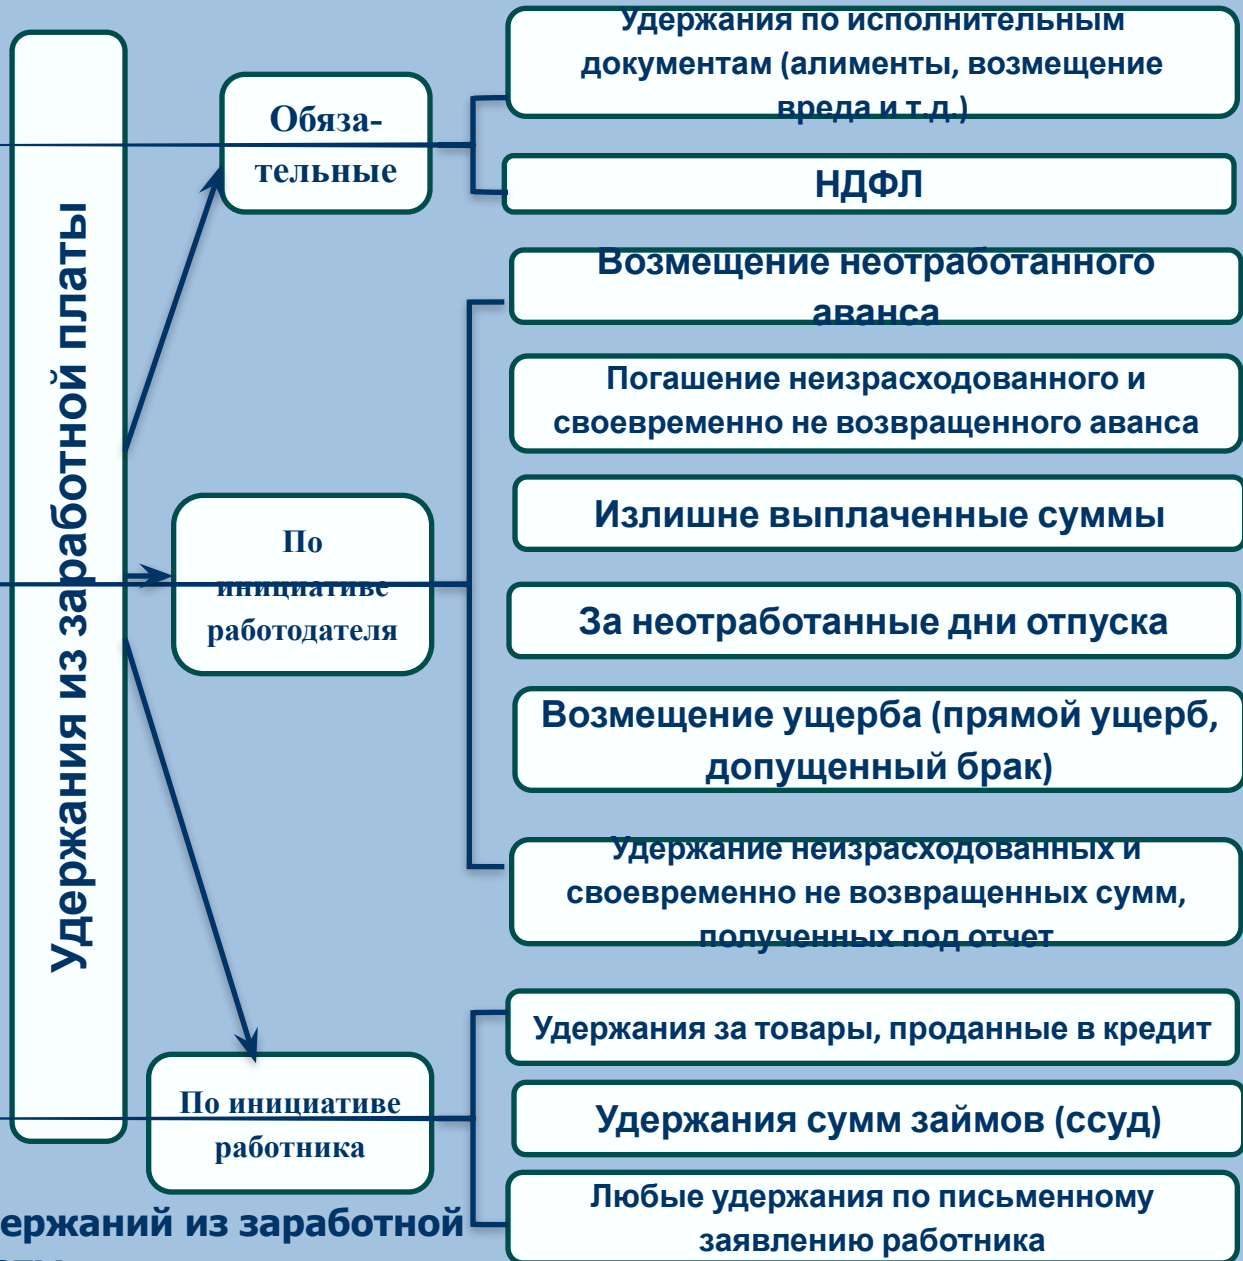 Удержания из заработной платы
Обяза-
тельные
Удержания по исполнительным
документам (алименты, возмещение
вреда и т.д.)
НДФЛ
По
инициативе
работодателя
Возмещение неотработанного
аванса
Погашение неизрасходованного и
своевременно не возвращенного аванса
Излишне выплаченные суммы
За неотработанные дни отпуска
Возмещение ущерба (прямой ущерб,
допущенный брак)
Удержание неизрасходованных и
своевременно не возвращенных сумм,
полученных под отчет
По инициативе
работника
Удержания за товары, проданные в кредит
Удержания сумм займов (ссуд)
Любые удержания по письменному
заявлению работника
ержаний из заработной